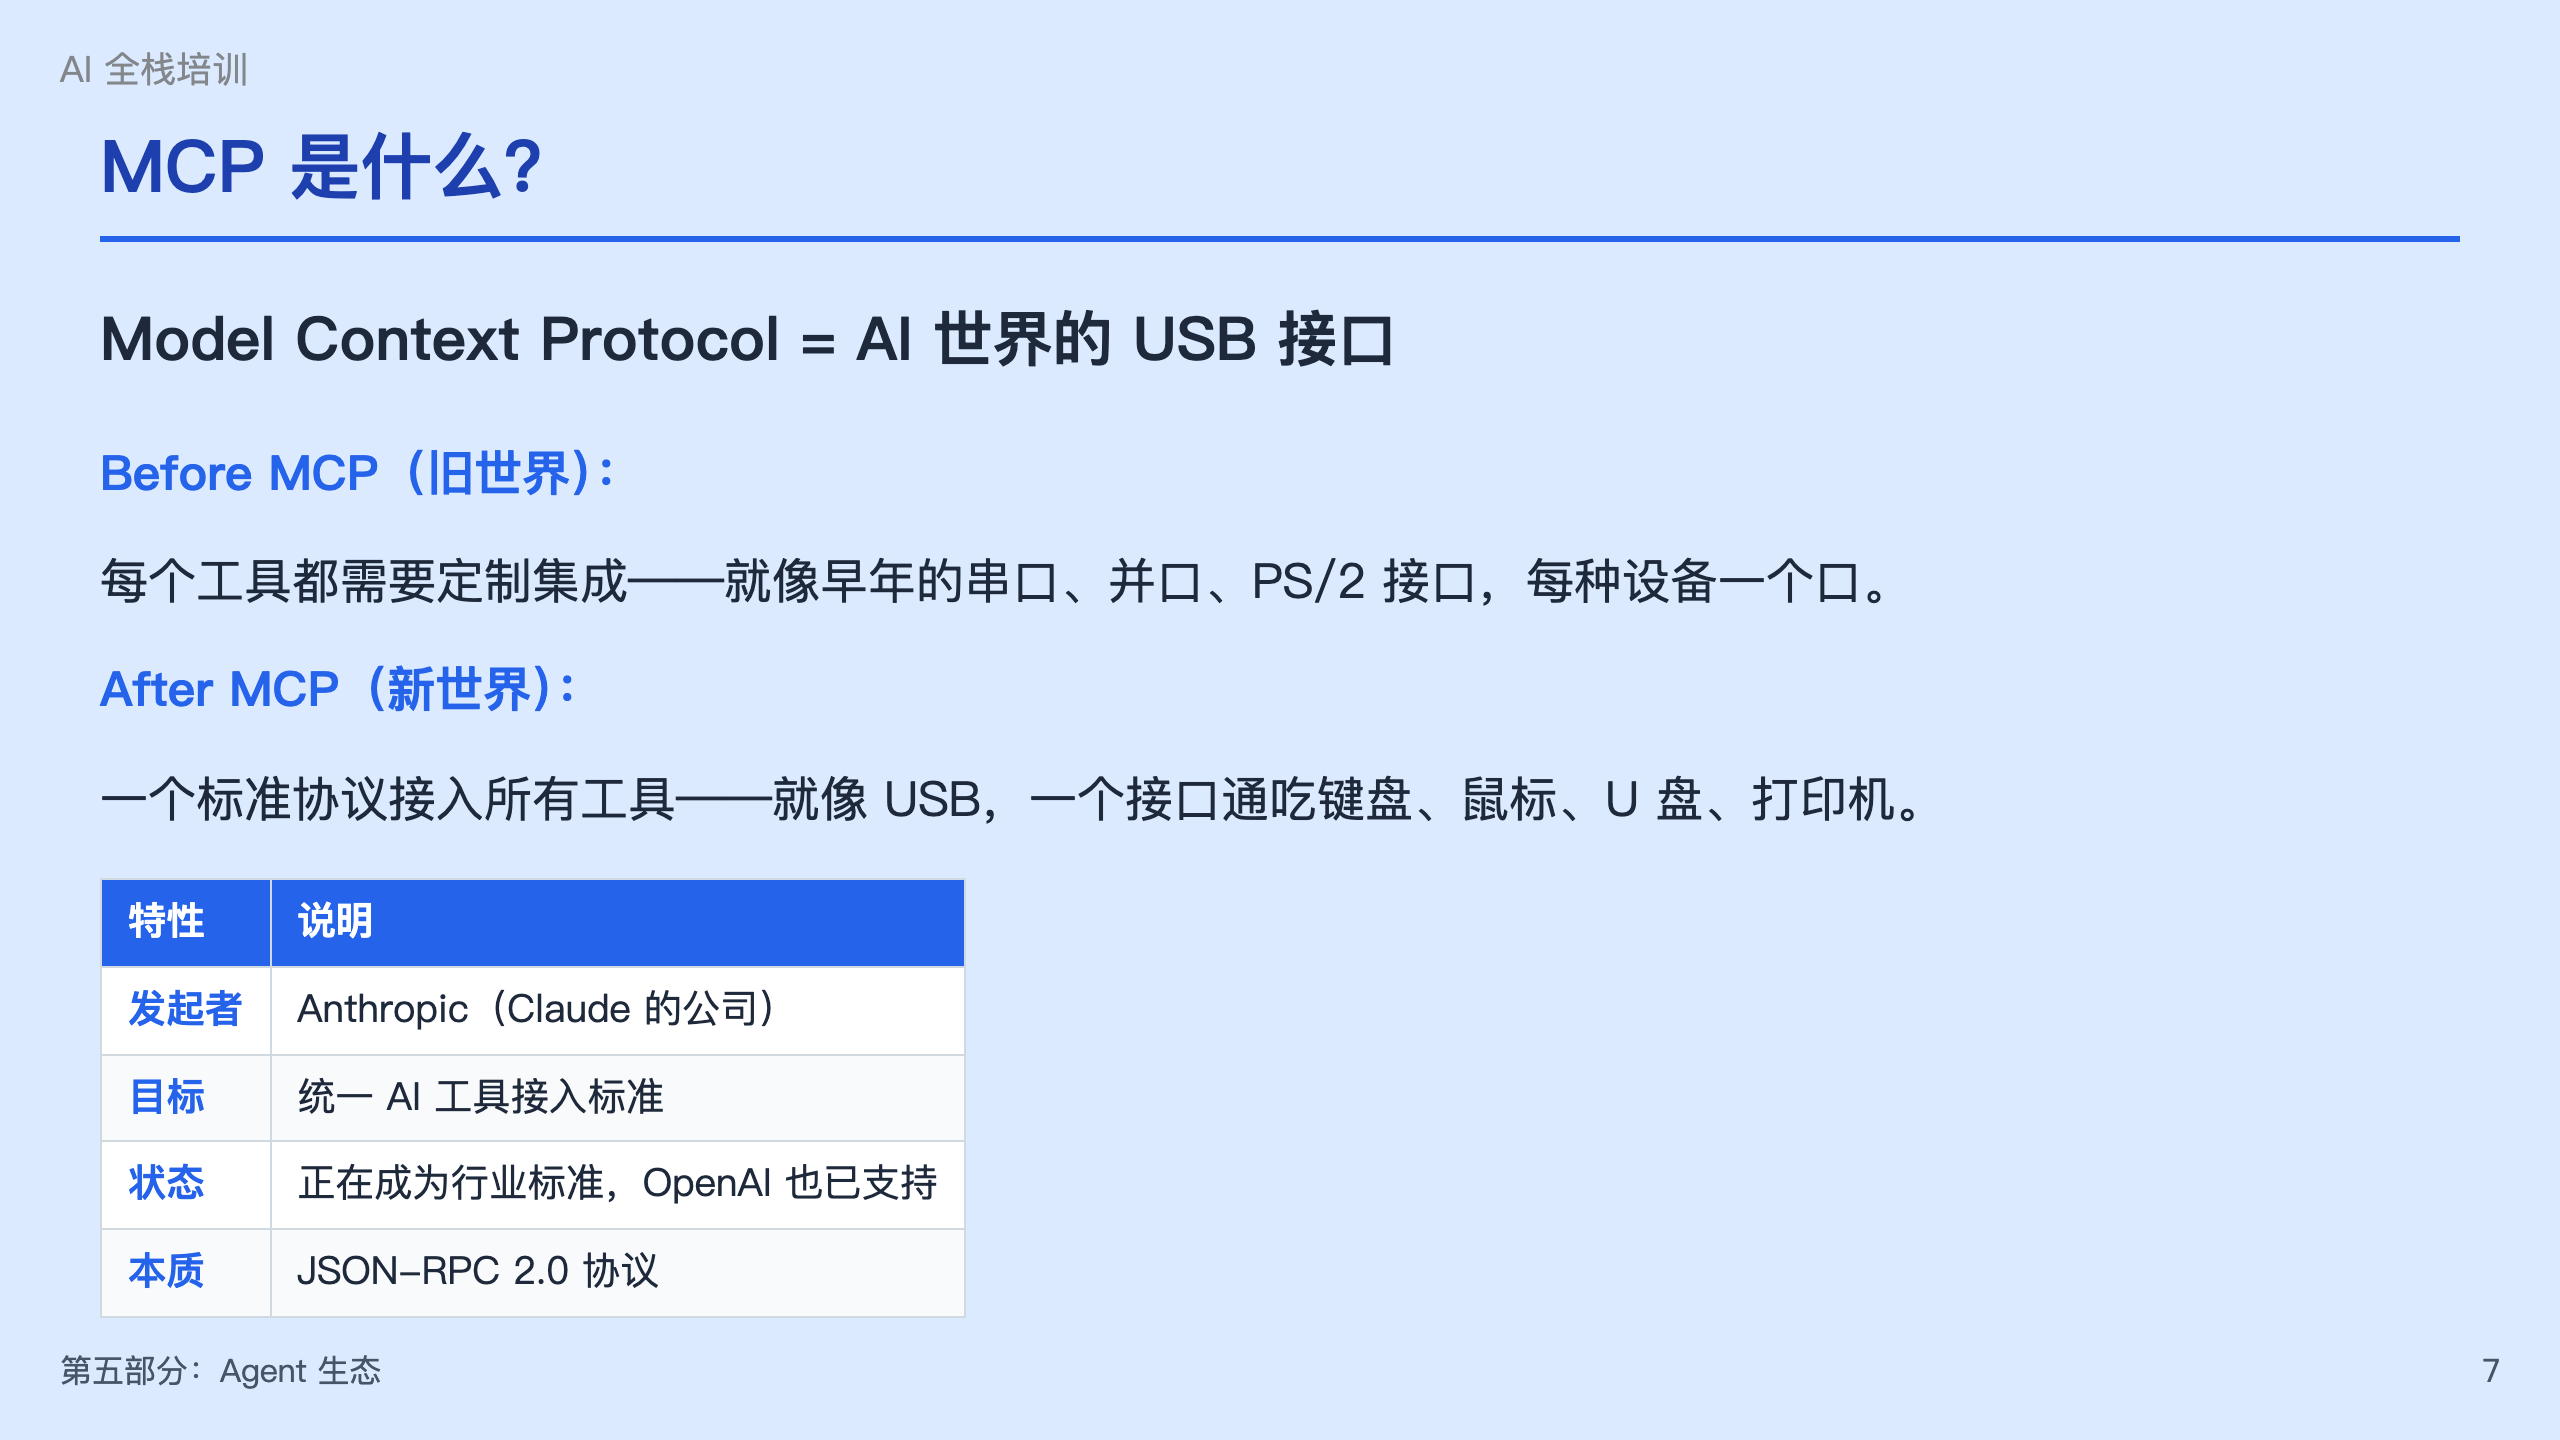 AI 全栈培训
MCP 是什么?
Model Context Protocol = AI 世界的 USB 接口
Before MCP（旧世界）：
每个工具都需要定制集成——就像早年的串口、并口、PS/2 接口，每种设备一个口。
After MCP（新世界）：
一个标准协议接入所有工具——就像 USB，一个接口通吃键盘、鼠标、U 盘、打印机。
特性 说明
发起者 Anthropic（Claude 的公司）
目标 统一 AI 工具接入标准
状态 正在成为行业标准，OpenAI 也已支持
本质 JSON-RPC 2.0 协议
第五部分：Agent 生态 7